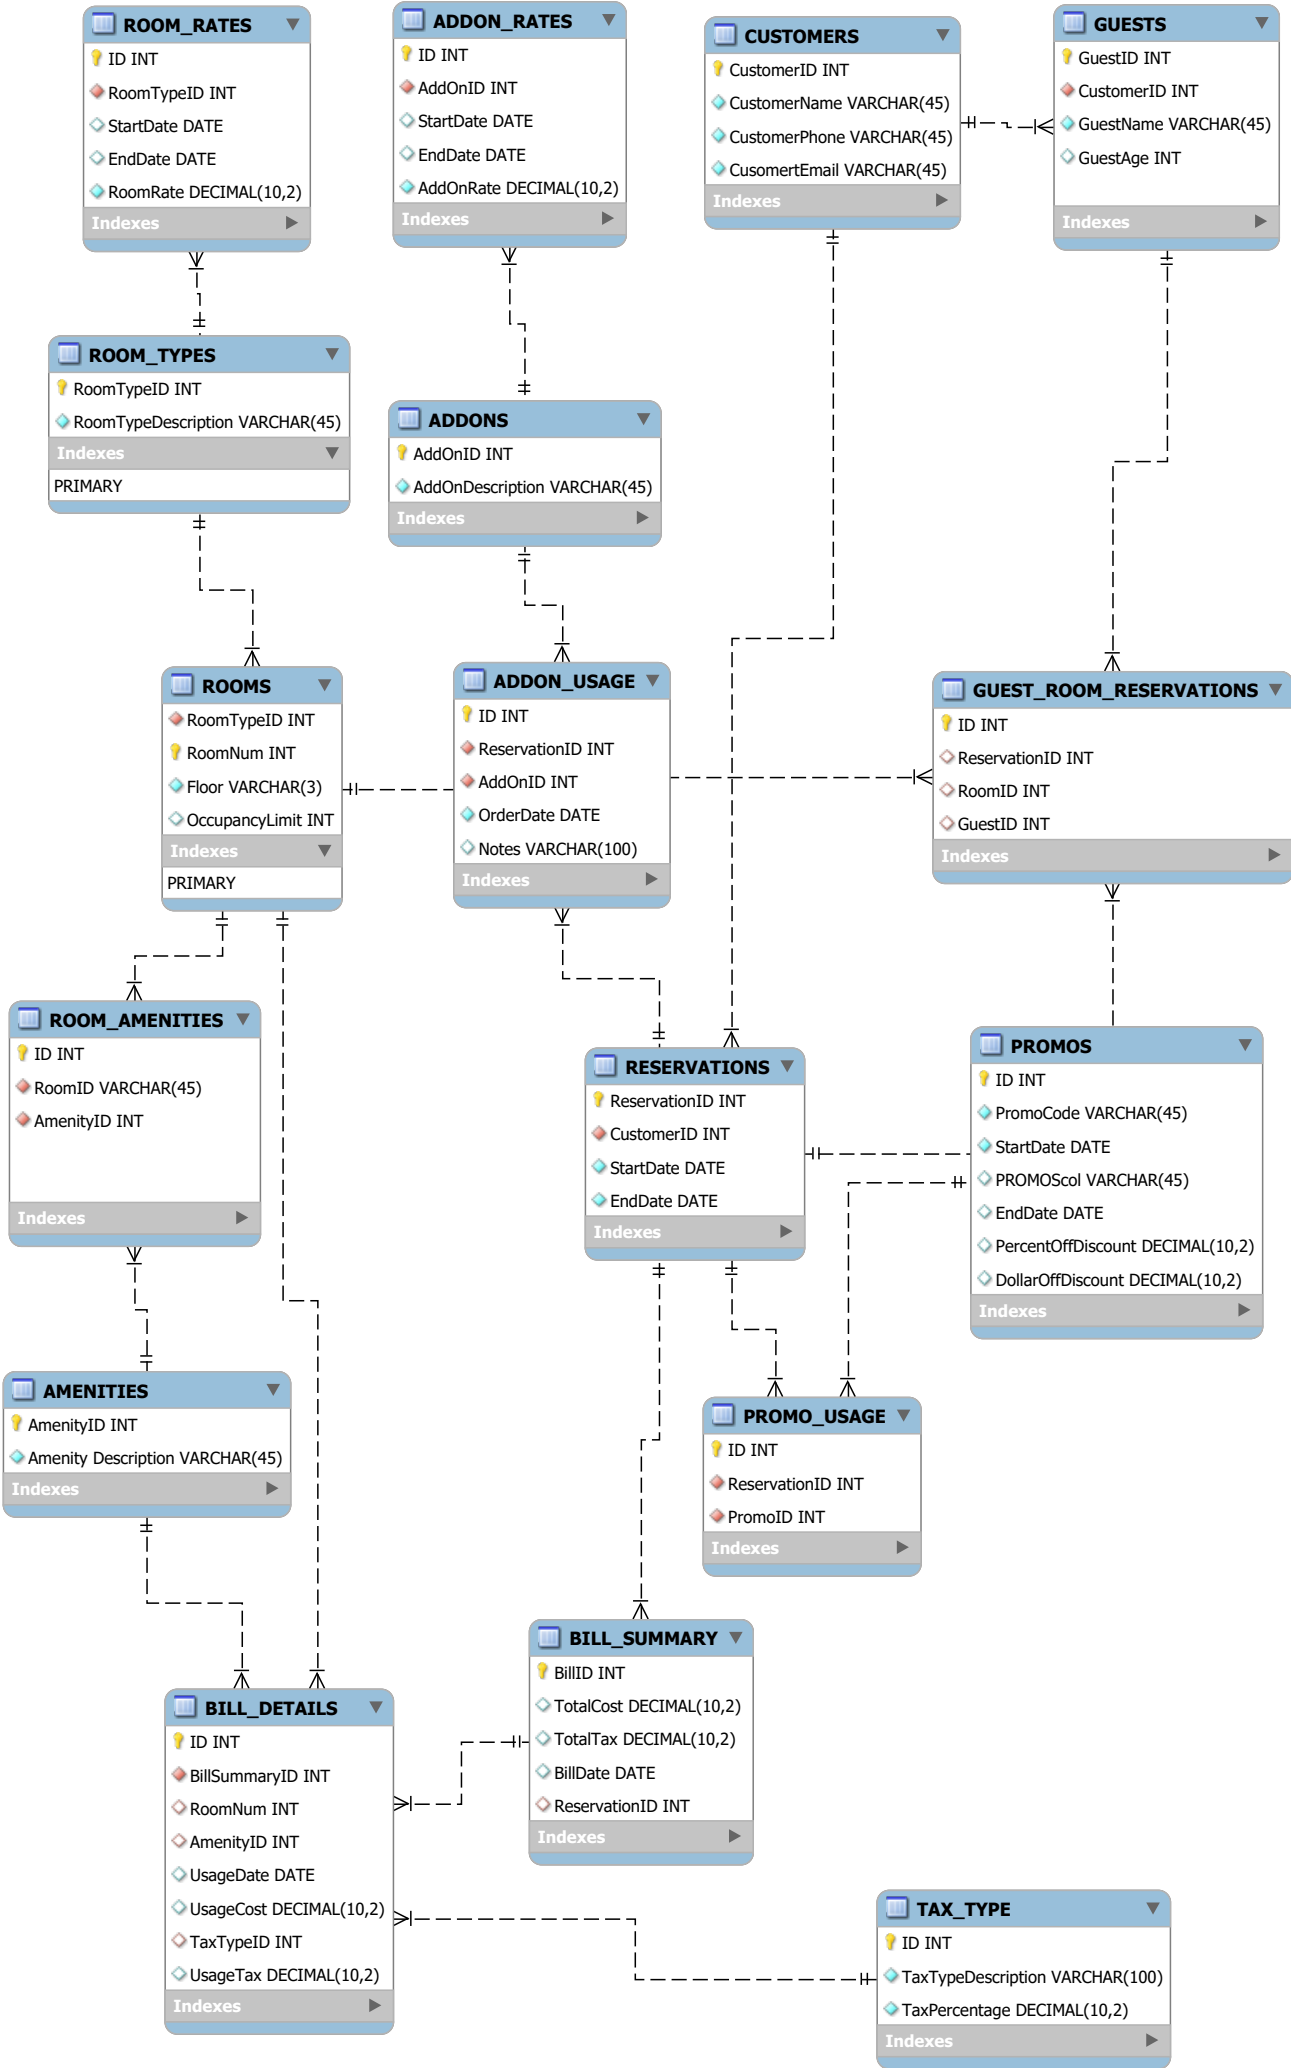 ROOM_RATES
ID INT
RoomTypeID INT
StartDate DATE
EndDate DATE
RoomRate DECIMAL(10,2)
Indexes
ADDON_RATES
ID INT
AddOnID INT
StartDate DATE
EndDate DATE
AddOnRate DECIMAL(10,2)
Indexes
CUSTOMERS
CustomerID INT
CustomerName VARCHAR(45)
CustomerPhone VARCHAR(45)
CusomertEmail VARCHAR(45)
Indexes
GUESTS
GuestID INT
CustomerID INT
GuestName VARCHAR(45)
GuestAge INT
Indexes
ROOM_TYPES
RoomTypeID INT
RoomTypeDescription VARCHAR(45)
Indexes
PRIMARY
ADDONS
AddOnID INT
AddOnDescription VARCHAR(45)
Indexes
ROOMS
RoomTypeID INT
RoomNum INT
Floor VARCHAR(3)
OccupancyLimit INT
Indexes
PRIMARY
ADDON_USAGE
ID INT
ReservationID INT
AddOnID INT
OrderDate DATE
Notes VARCHAR(100)
Indexes
GUEST_ROOM_RESERVATIONS
ID INT
ReservationID INT
RoomID INT
GuestID INT
Indexes
ROOM_AMENITIES
ID INT
RoomID VARCHAR(45)
AmenityID INT
Indexes
RESERVATIONS
ReservationID INT
CustomerID INT
StartDate DATE
EndDate DATE
Indexes
PROMOS
ID INT
PromoCode VARCHAR(45)
StartDate DATE
PROMOScol VARCHAR(45)
EndDate DATE
PercentOffDiscount DECIMAL(10,2)
DollarOffDiscount DECIMAL(10,2)
Indexes
AMENITIES
AmenityID INT
Amenity Description VARCHAR(45)
Indexes
PROMO_USAGE
ID INT
ReservationID INT
PromoID INT
Indexes
BILL_SUMMARY
BillID INT
TotalCost DECIMAL(10,2)
TotalTax DECIMAL(10,2)
BillDate DATE
ReservationID INT
Indexes
BILL_DETAILS
ID INT
BillSummaryID INT
RoomNum INT
AmenityID INT
UsageDate DATE
UsageCost DECIMAL(10,2)
TaxTypeID INT
UsageTax DECIMAL(10,2)
Indexes
TAX_TYPE
ID INT
TaxTypeDescription VARCHAR(100)
TaxPercentage DECIMAL(10,2)
Indexes